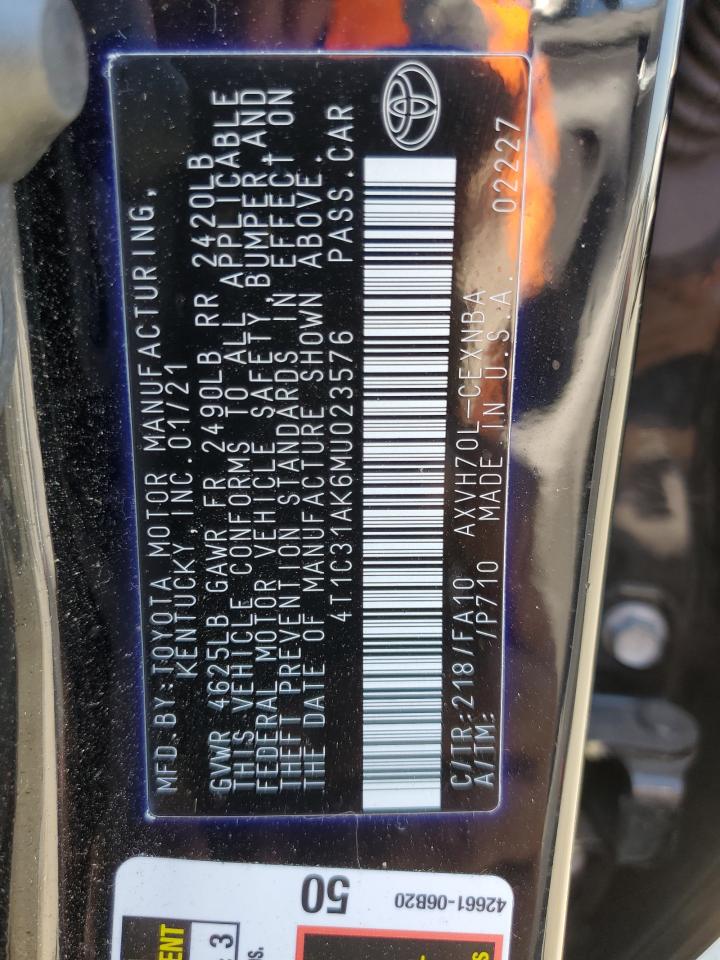 MFD.BY:TOYOTA MOTOR MANUFACTURING,
KENTUCKY, INC. 01/21
GVWR 4625LB GAWR FR 2490LB RR 2420LB
THIS VEHICLE CONFORMS TO ALL APPLICABLE
FEDERAL MOTOR VEHICLE SAFETY, BUMPER, AND
THEFT PREVENTION STANDARDS IN EFFECT ON
THE DATE OF MANUFACTURE SHOWN ABOVE.
4T1C31AK6MU023576 PASS.CAR
C/TR:218/FA10 AXVH70L-CEXNBA 02227
A/TM: /P710 MADE IN U.S.A.
50
42661-06B20
3